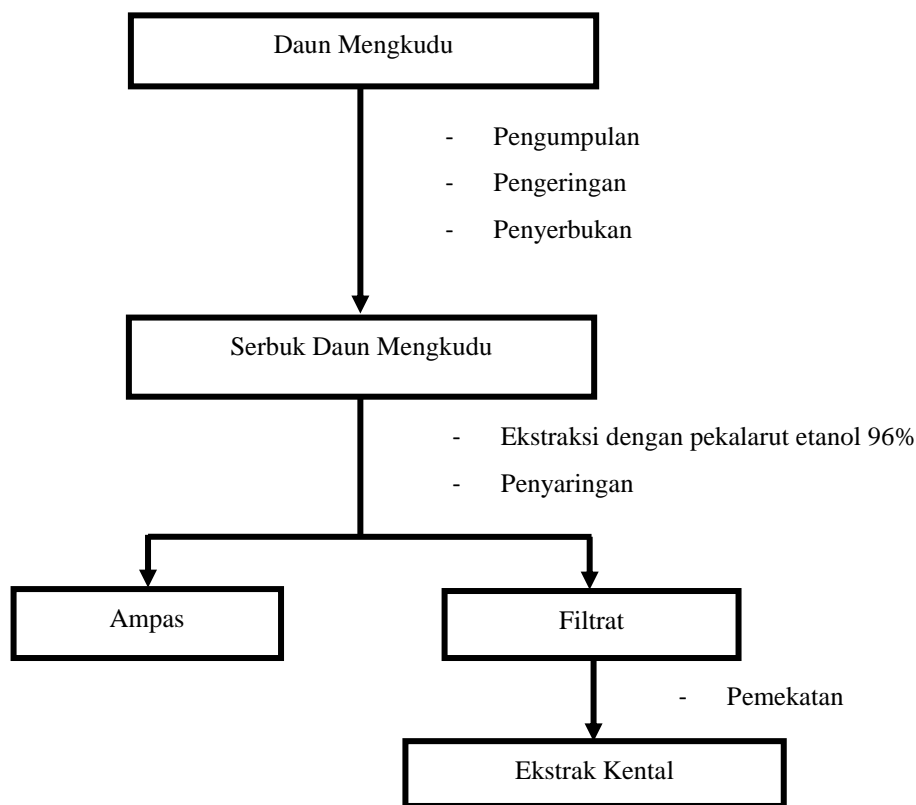 Daun Mengkudu
- Pengumpulan
- Pengeringan
- Penyerbukan
Serbuk Daun Mengkudu
- Ekstraksi dengan pekalarut etanol 96%
- Penyaringan
Ampas
Filtrat
- Pemekatan
Ekstrak Kental